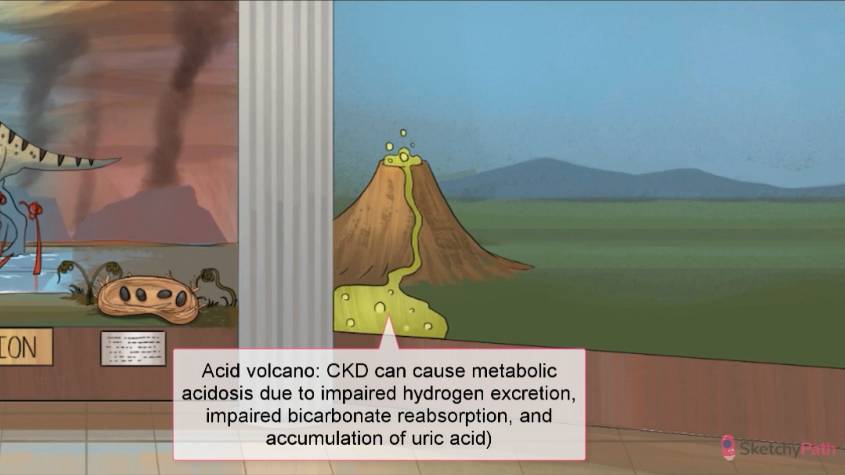 ION
Acid volcano: CKD can cause metabolic
acidosis due to impaired hydrogen excretion,
impaired bicarbonate reabsorption, and
accumulation of uric acid)
SketchyPath